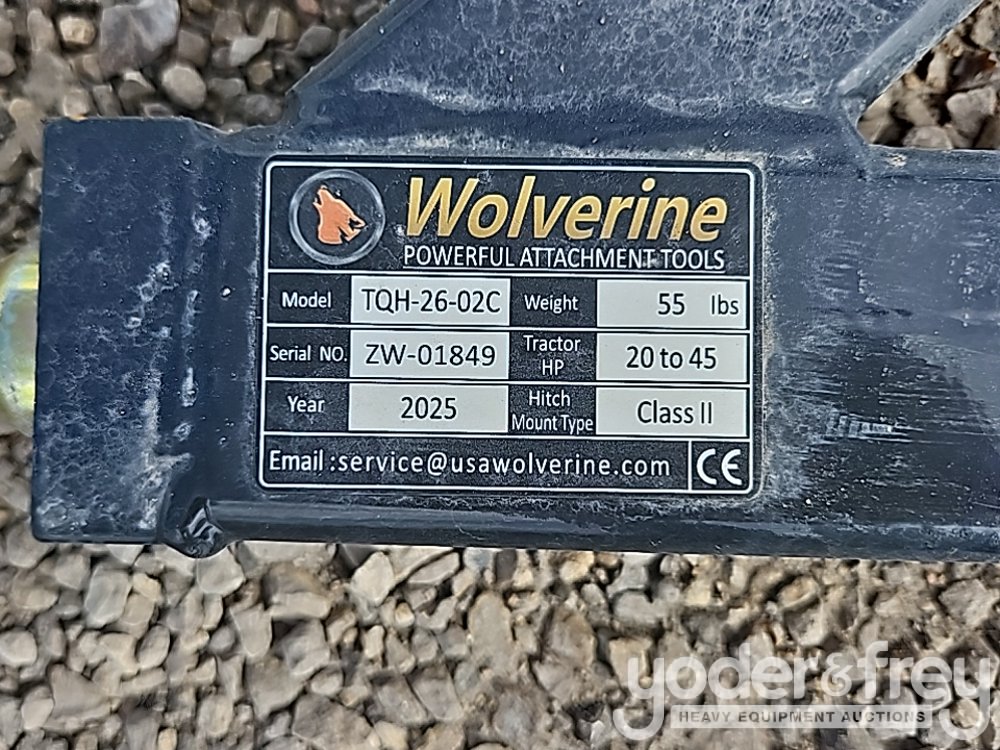 Wolverine
POWERFUL ATTACHMENT TOOLS
Model TQH-26-02C Weight 55 lbs
Serial NO. ZW-01849 Tractor HP 20 to 45
Year 2025 Hitch Mount Type Class II
Email :service@usawolverine.com CE
yoder&frey
HEAVY EQUIPMENT AUCTIONS